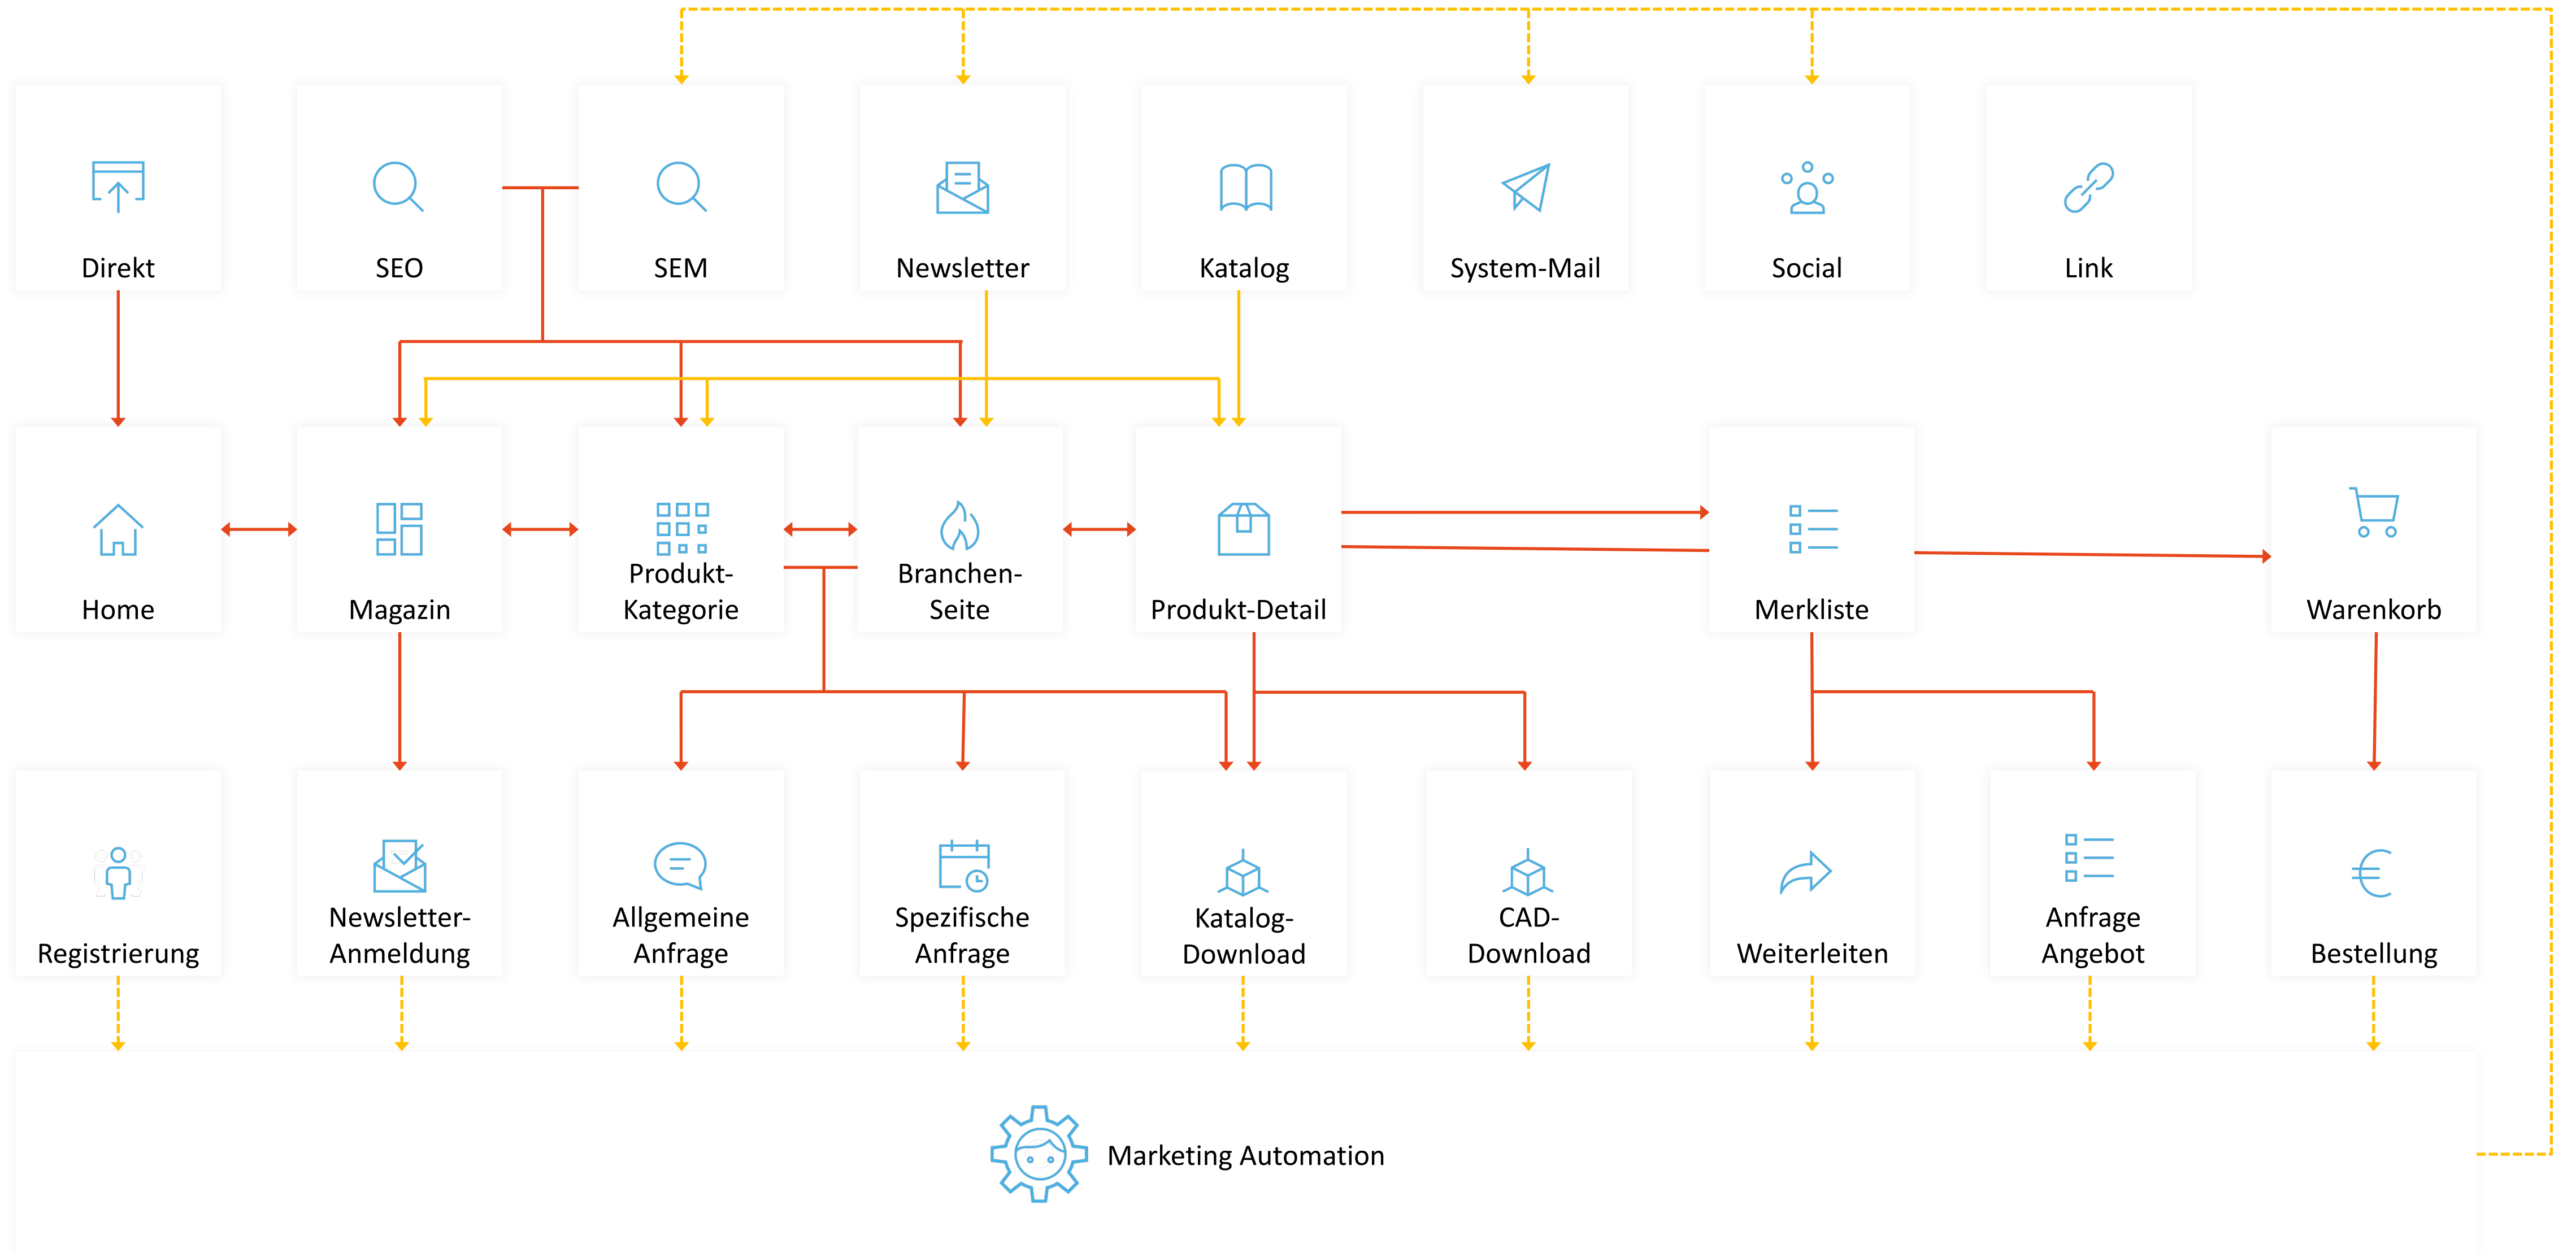 Direkt
SEO
SEM
Newsletter
Katalog
System-Mail
Social
Link
Home
Magazin
Produkt-
Kategorie
Branchen-
Seite
Produkt-Detail
Merkliste
Warenkorb
Registrierung
Newsletter-
Anmeldung
Allgemeine
Anfrage
Spezifische
Anfrage
Katalog-
Download
CAD-
Download
Weiterleiten
Anfrage
Angebot
Bestellung
Marketing Automation